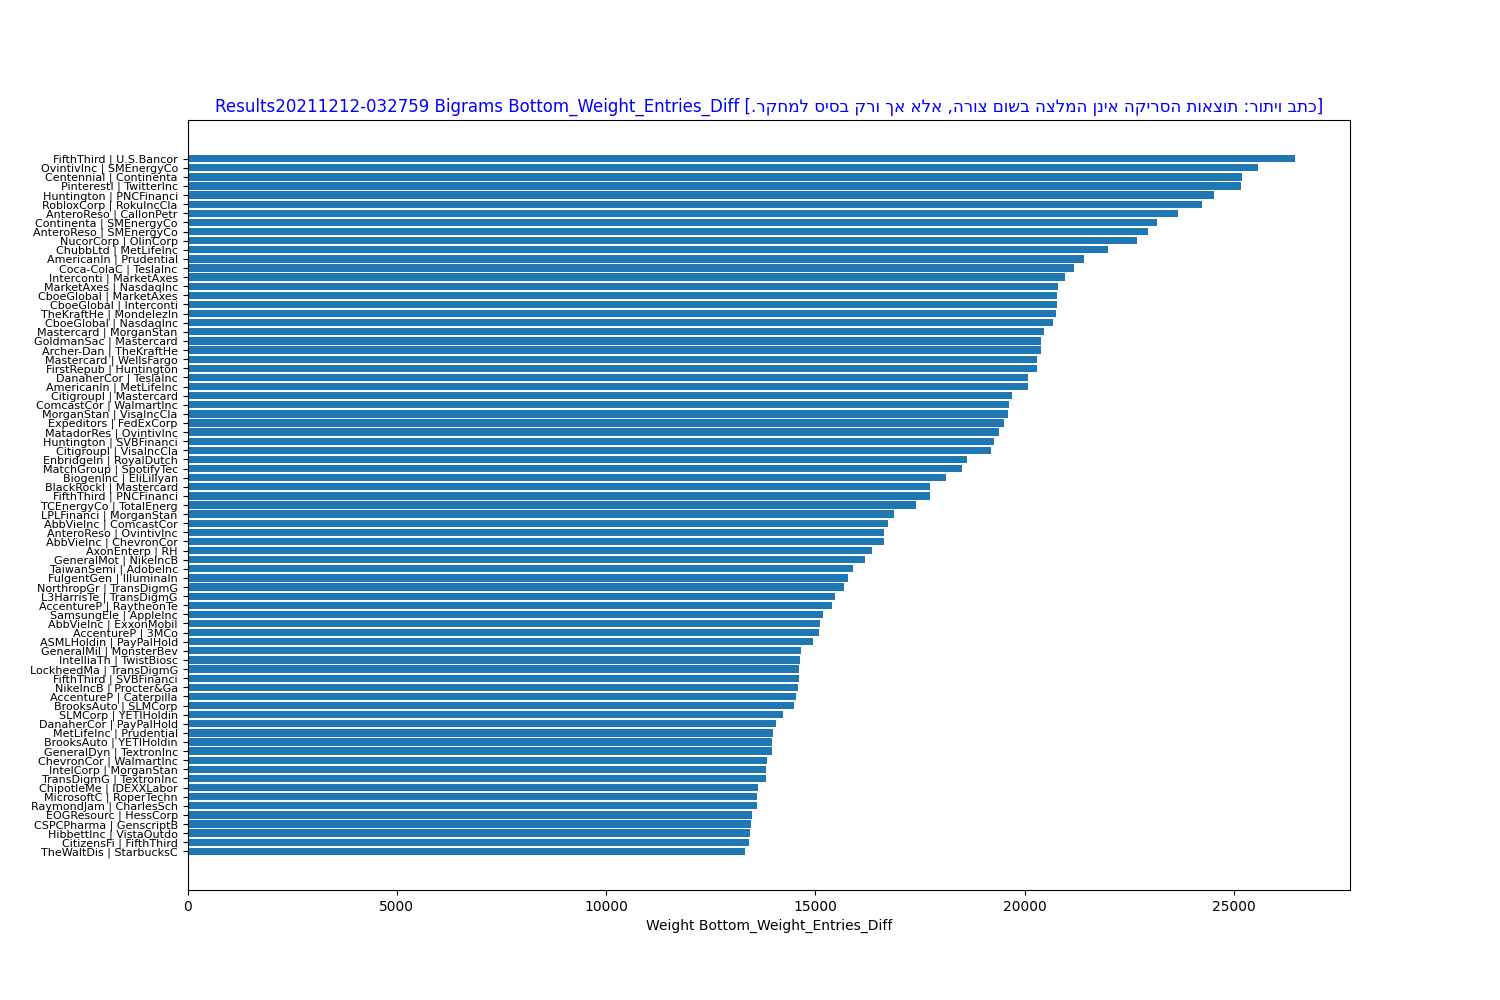 Results20211212-032759 Bigrams Bottom_Weight_Entries_Diff [כתב ויתור: תוצאות הסריקה אינן המלצה בשום צורה, אלא אך ורק בסיס למחקר.]
FifthThird | U.S.Bancor
OvintivInc | SMEnergyCo
Centennial | Continenta
PinterestI | TwitterInc
Huntington | PNCFinanci
RobloxCorp | RokuIncCla
AnteroReso | CallonPetr
Continenta | SMEnergyCo
AnteroReso | SMEnergyCo
NucorCorp | OlinCorp
ChubbLtd | MetLifeInc
AmericanIn | Prudential
Coca-ColaC | TeslaInc
Interconti | MarketAxes
MarketAxes | NasdaqInc
CboeGlobal | MarketAxes
CboeGlobal | Interconti
TheKraftHe | MondelezIn
CboeGlobal | NasdaqInc
Mastercard | MorganStan
GoldmanSac | Mastercard
Archer-Dan | TheKraftHe
Mastercard | WellsFargo
FirstRepub | Huntington
DanaherCor | TeslaInc
AmericanIn | MetLifeInc
CitigroupI | Mastercard
ComcastCor | WalmartInc
MorganStan | VisaIncCla
Expeditors | FedExCorp
MatadorRes | OvintivInc
Huntington | SVBFinanci
CitigroupI | VisaIncCla
EnbridgeIn | RoyalDutch
MatchGroup | SpotifyTec
BiogenInc | EliLillyan
BlackRockI | Mastercard
FifthThird | PNCFinanci
TCEnergyCo | TotalEnerg
LPLFinanci | MorganStan
AbbVieInc | ComcastCor
AnteroReso | OvintivInc
AbbVieInc | ChevronCor
AxonEnterp | RH
GeneralMot | NikeIncB
TaiwanSemi | AdobeInc
FulgentGen | IlluminaIn
NorthropGr | TransDigmG
L3HarrisTe | TransDigmG
AccentureP | RaytheonTe
SamsungEle | AppleInc
AbbVieInc | ExxonMobil
AccentureP | 3MCo
ASMLHoldin | PayPalHold
GeneralMil | MonsterBev
IntelliaTh | TwistBiosc
LockheedMa | TransDigmG
FifthThird | SVBFinanci
NikeIncB | Procter&Ga
AccentureP | Caterpilla
BrooksAuto | SLMCorp
SLMCorp | YETIHoldin
DanaherCor | PayPalHold
MetLifeInc | Prudential
BrooksAuto | YETIHoldin
GeneralDyn | TextronInc
ChevronCor | WalmartInc
IntelCorp | MorganStan
TransDigmG | TextronInc
ChipotleMe | IDEXXLabor
MicrosoftC | RoperTechn
RaymondJam | CharlesSch
EOGResourc | HessCorp
CSPCPharma | GenscriptB
HibbettInc | VistaOutdo
CitizensFi | FifthThird
TheWaltDis | StarbucksC
0 5000 10000 15000 20000 25000
Weight Bottom_Weight_Entries_Diff